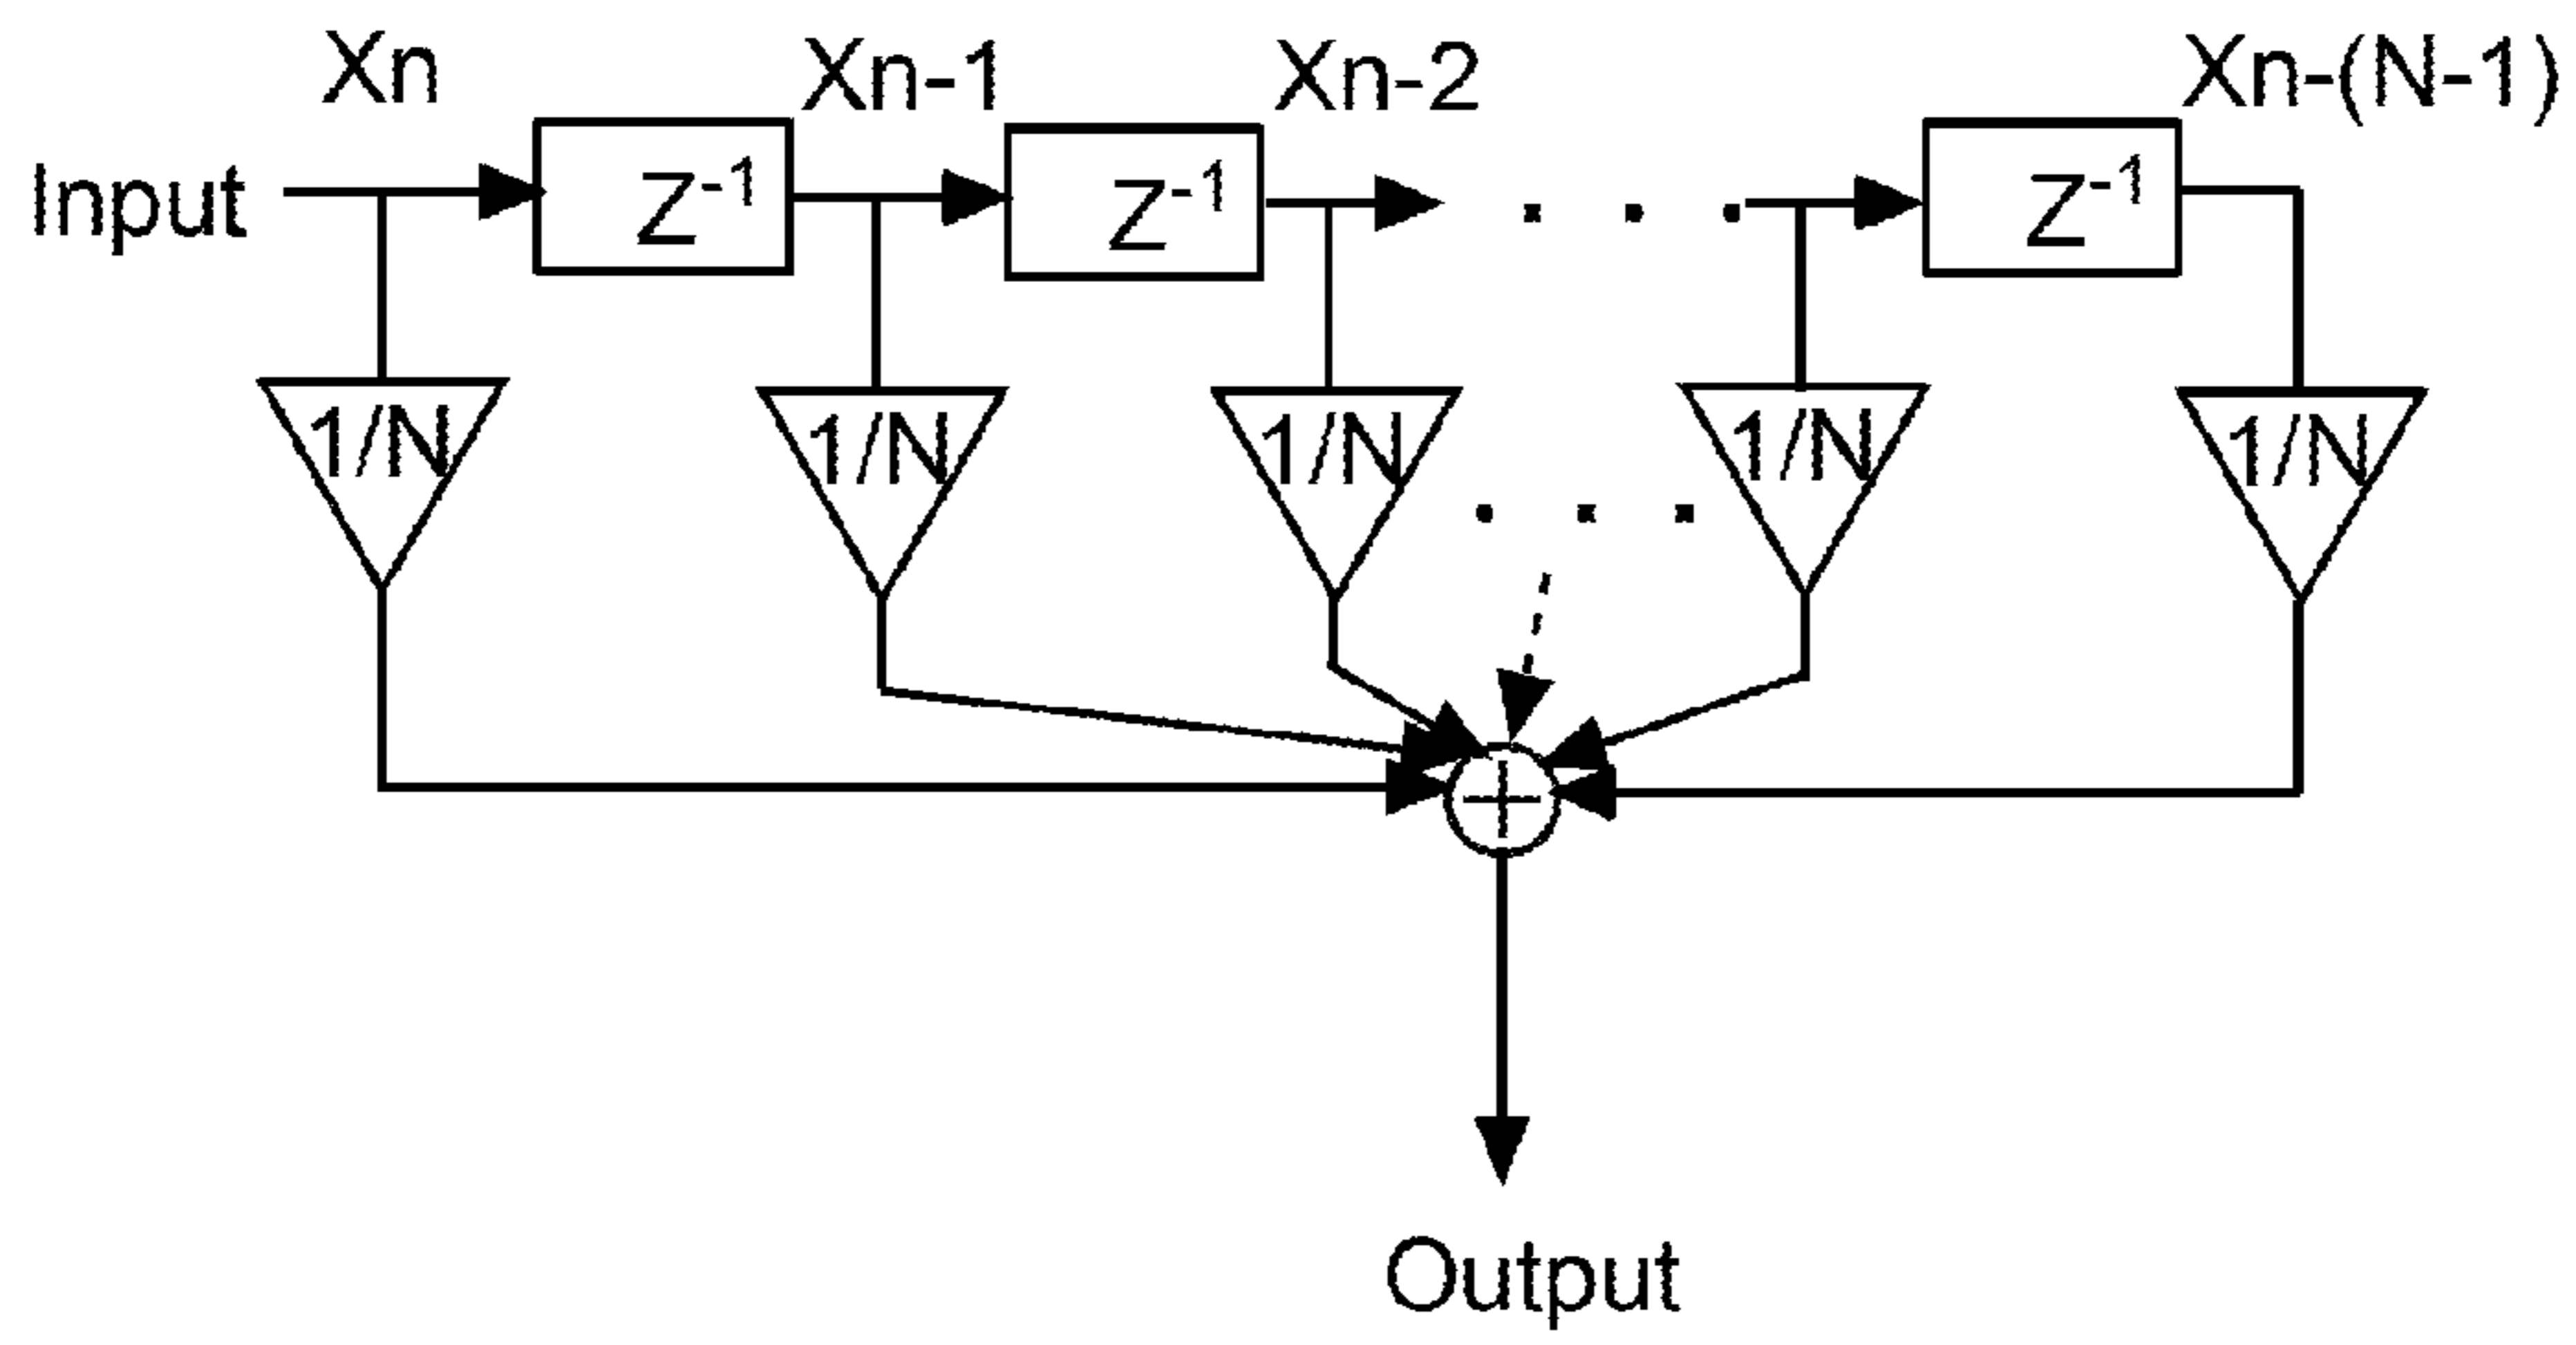 Xn Xn-1 Xn-2 Xn-(N-1)
Input Z-1 Z-1 . . . Z-1
1/N 1/N 1/N . . . 1/N 1/N
+
Output